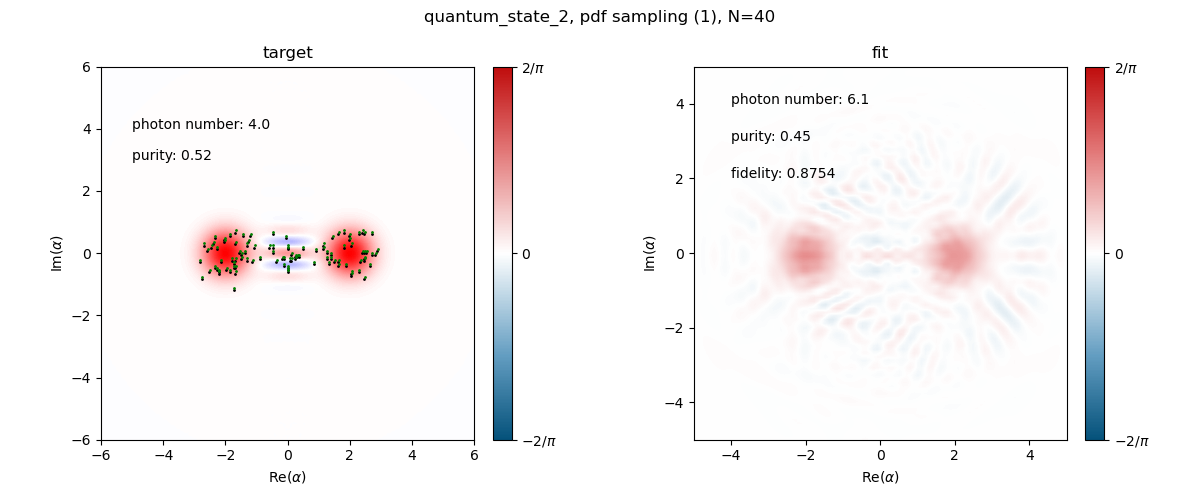 quantum_state_2, pdf sampling (1), N=40
target
photon number: 4.0
purity: 0.52
6
4
2
0
−2
−4
−6
−6
−4
−2
0
2
4
6
Im(α)
Re(α)
2/π
0
−2/π
fit
photon number: 6.1
purity: 0.45
fidelity: 0.8754
4
2
0
−2
−4
−4
−2
0
2
4
Im(α)
Re(α)
2/π
0
−2/π